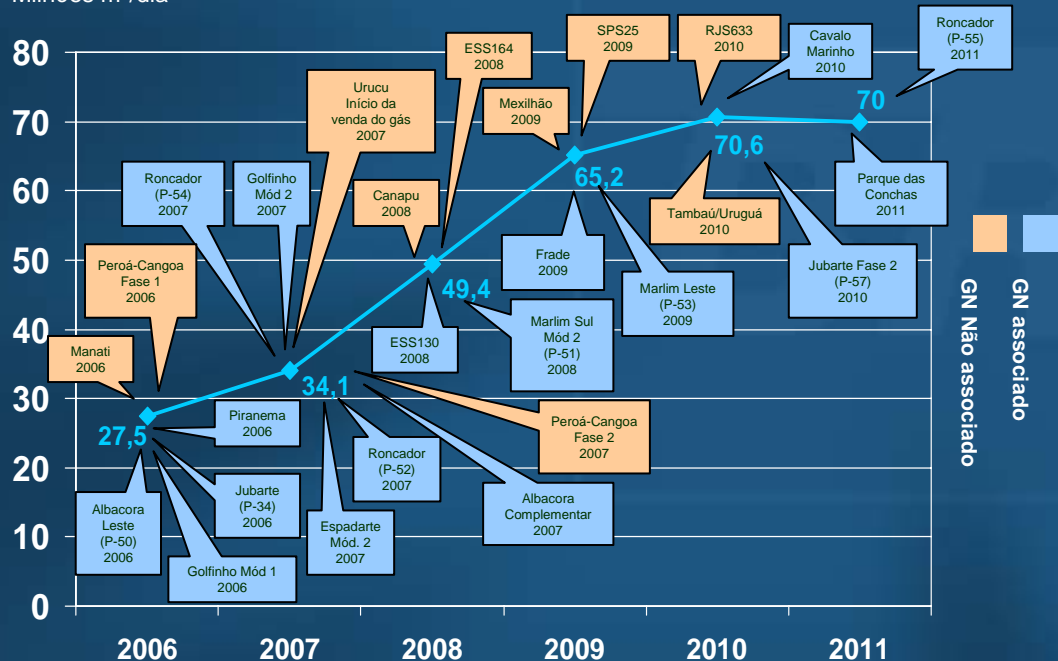 Milhões m³/dia
80
70
60
50
40
30
20
10
0
Manati
2006
Peroá-Cangoa
Fase 1
2006
Roncador
(P-54)
2007
Golfinho
Mód 2
2007
Urucu
Início da
venda do gás
2007
Canapu
2008
ESS164
2008
Mexilhão
2009
SPS25
2009
RJS633
2010
Cavalo
Marinho
2010
Roncador
(P-55)
2011
27,5
34,1
49,4
65,2
70,6
70
Albacora
Leste
(P-50)
2006
Piranema
2006
Jubarte
(P-34)
2006
Golfinho Mód 1
2006
Espadarte
Mód. 2
2007
Roncador
(P-52)
2007
ESS130
2008
Marlim Sul
Mód 2
(P-51)
2008
Albacora
Complementar
2007
Peroá-Cangoa
Fase 2
2007
Frade
2009
Marlim Leste
(P-53)
2009
Tambaú/Uruguá
2010
Jubarte Fase 2
(P-57)
2010
Parque das
Conchas
2011
GN Não associado
GN associado
2006
2007
2008
2009
2010
2011